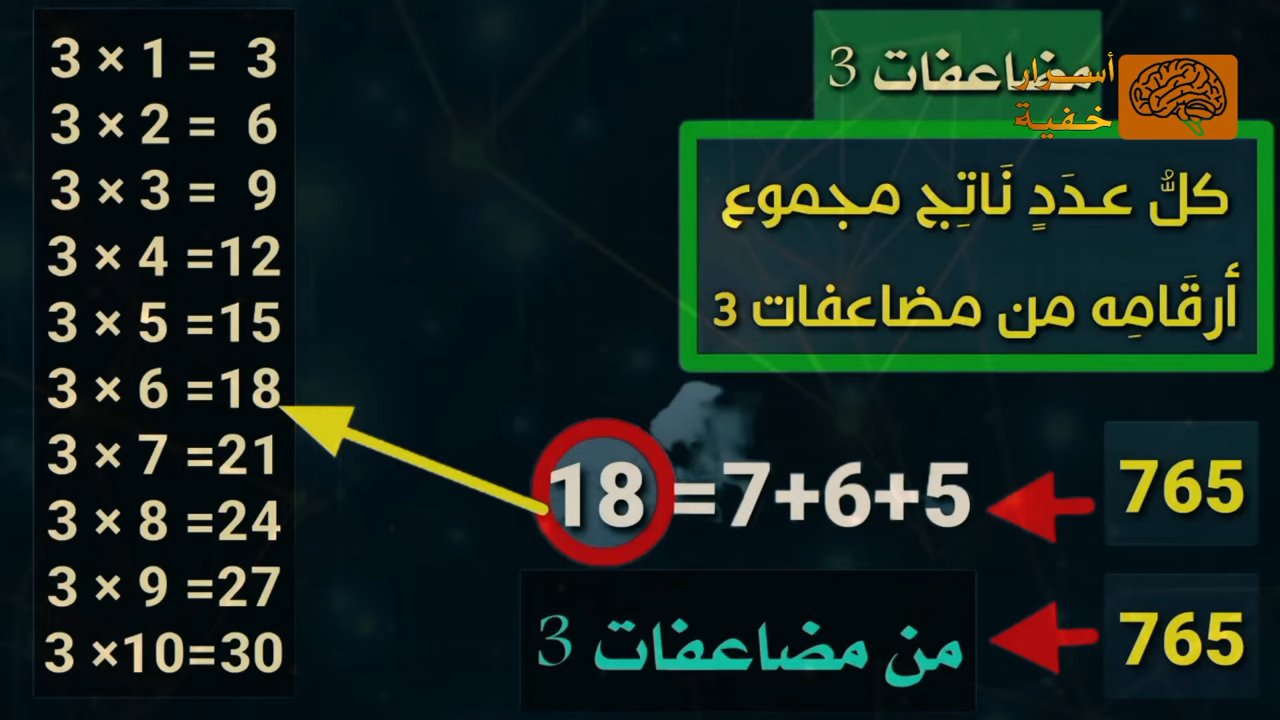 مضاعفات 3
أسرار
خفية
كلُّ عدَدٍ نَاتِج مجموع
أرقَامِه من مضاعفات 3
765
18=7+6+5
765
من مضاعفات 3
3 × 1 = 3
3 × 2 = 6
3 × 3 = 9
3 × 4 =12
3 × 5 =15
3 × 6 =18
3 × 7 =21
3 × 8 =24
3 × 9 =27
3 ×10=30